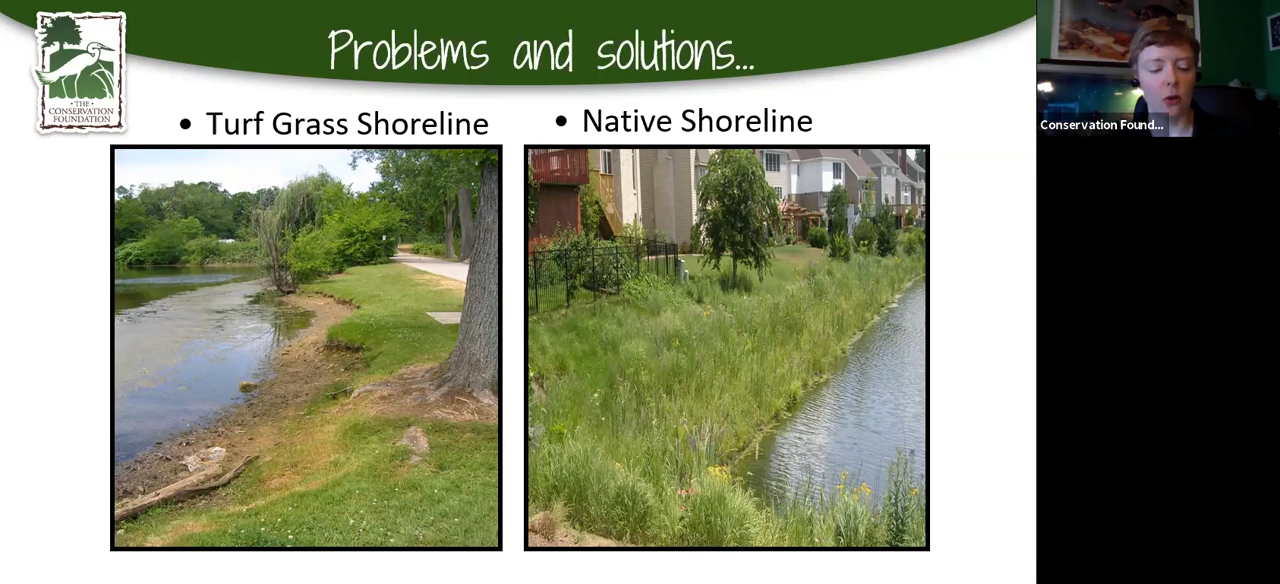 Problems and solutions...
• THE •
CONSERVATION
FOUNDATION
• Turf Grass Shoreline
• Native Shoreline
Conservation Found...